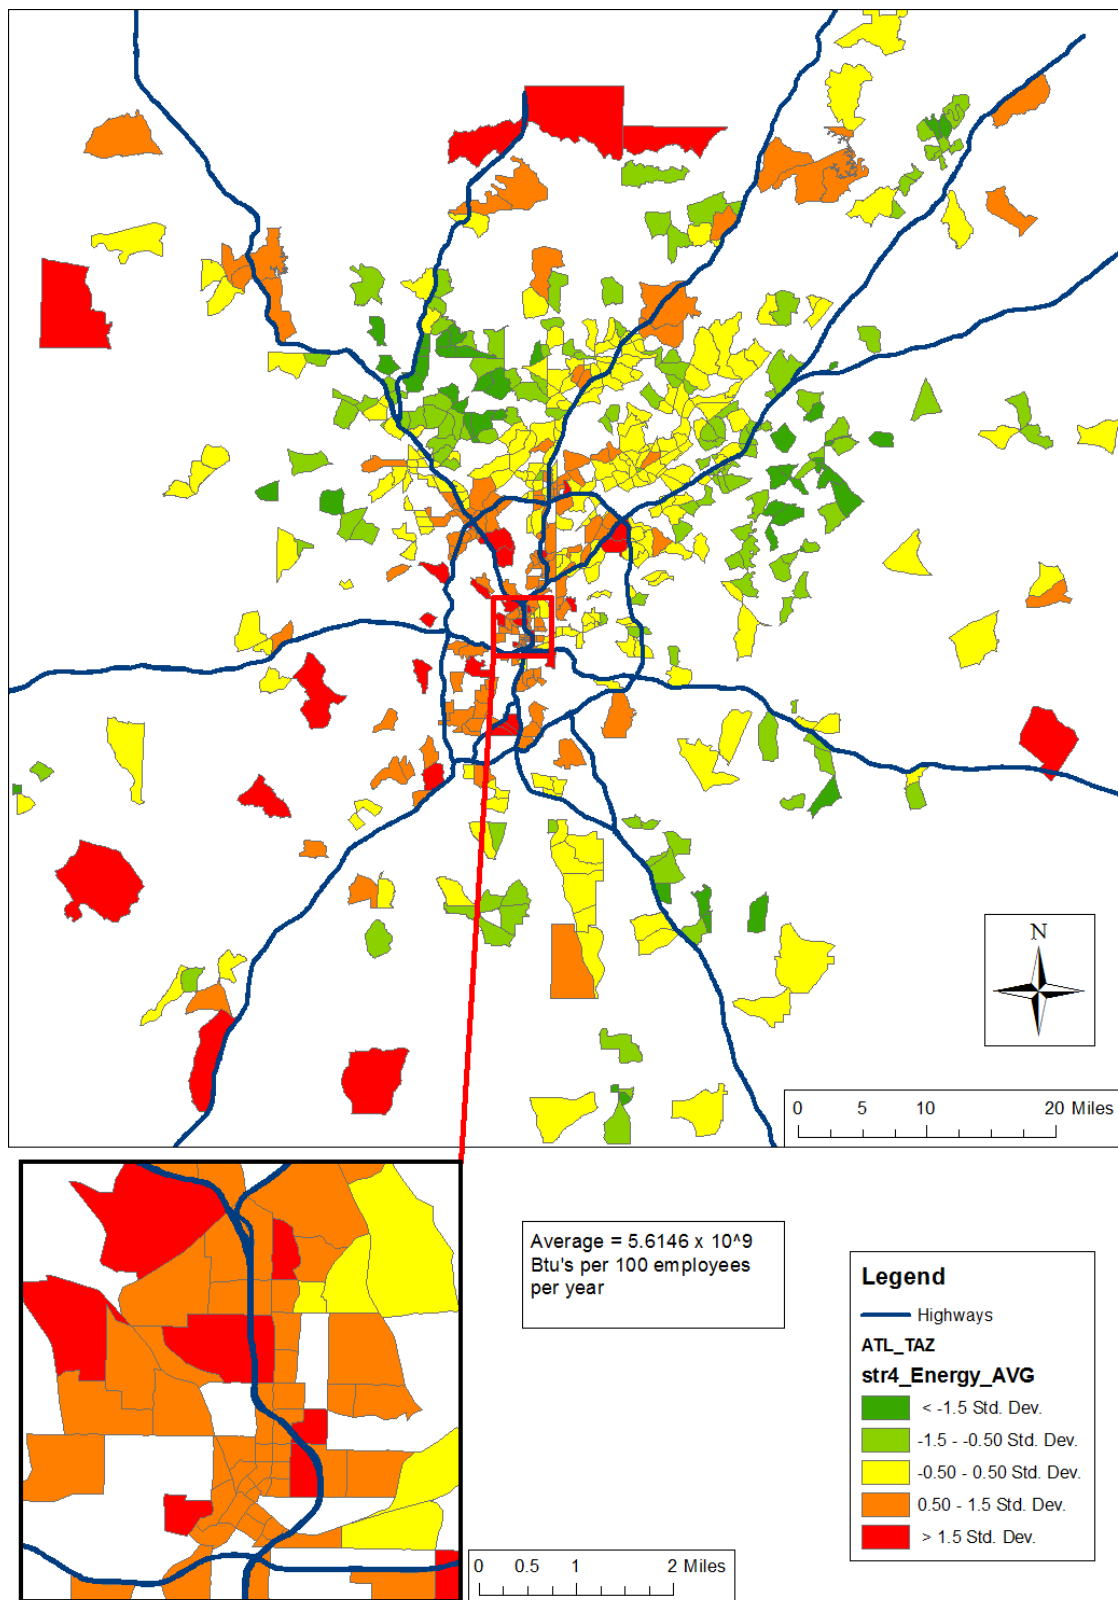 N
0 5 10 20 Miles
Average = 5.6146 x 10^9
Btu's per 100 employees
per year
Legend
Highways
ATL_TAZ
str4_Energy_AVG
< -1.5 Std. Dev.
-1.5 - -0.50 Std. Dev.
-0.50 - 0.50 Std. Dev.
0.50 - 1.5 Std. Dev.
> 1.5 Std. Dev.
0 0.5 1 2 Miles